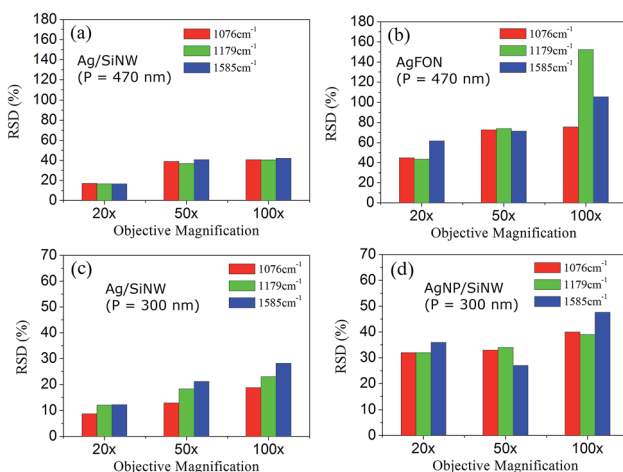 (a)
Ag/SiNW
(P = 470 nm)
1076cm⁻¹
1179cm⁻¹
1585cm⁻¹
RSD (%)
180
160
140
120
100
80
60
40
20
0
20x 50x 100x
Objective Magnification
(b)
AgFON
(P = 470 nm)
1076cm⁻¹
1179cm⁻¹
1585cm⁻¹
RSD (%)
180
160
140
120
100
80
60
40
20
0
20x 50x 100x
Objective Magnification
(c)
Ag/SiNW
(P = 300 nm)
1076cm⁻¹
1179cm⁻¹
1585cm⁻¹
RSD (%)
70
60
50
40
30
20
10
0
20x 50x 100x
Objective Magnification
(d)
AgNP/SiNW
(P = 300 nm)
1076cm⁻¹
1179cm⁻¹
1585cm⁻¹
RSD (%)
70
60
50
40
30
20
10
0
20x 50x 100x
Objective Magnification